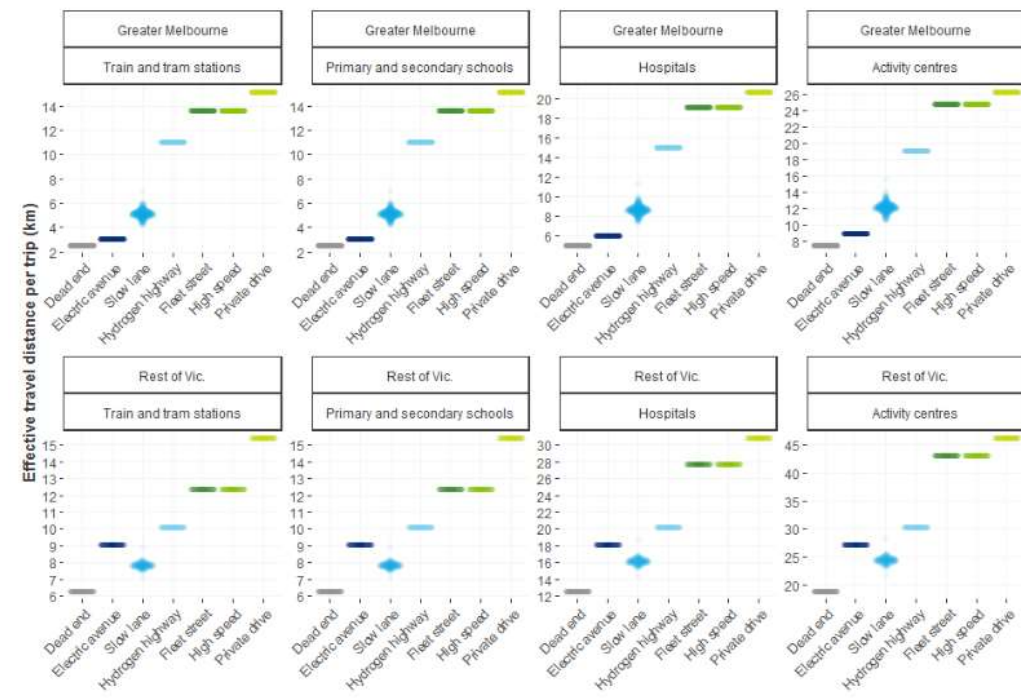 Effective travel distance per trip (km)
Greater Melbourne
Train and tram stations
14
12
10
8
6
4
2
Dead end
Electric avenue
Slow lane
Hydrogen highway
Fleet street
High speed
Private drive
Greater Melbourne
Primary and secondary schools
14
12
10
8
6
4
2
Dead end
Electric avenue
Slow lane
Hydrogen highway
Fleet street
High speed
Private drive
Greater Melbourne
Hospitals
20
18
16
14
12
10
8
6
Dead end
Electric avenue
Slow lane
Hydrogen highway
Fleet street
High speed
Private drive
Greater Melbourne
Activity centres
26
24
22
20
18
16
14
12
10
8
Dead end
Electric avenue
Slow lane
Hydrogen highway
Fleet street
High speed
Private drive
Rest of Vic.
Train and tram stations
15
14
13
12
11
10
9
8
7
6
Dead end
Electric avenue
Slow lane
Hydrogen highway
Fleet street
High speed
Private drive
Rest of Vic.
Primary and secondary schools
15
14
13
12
11
10
9
8
7
6
Dead end
Electric avenue
Slow lane
Hydrogen highway
Fleet street
High speed
Private drive
Rest of Vic.
Hospitals
30
28
26
24
22
20
18
16
14
12
Dead end
Electric avenue
Slow lane
Hydrogen highway
Fleet street
High speed
Private drive
Rest of Vic.
Activity centres
45
40
35
30
25
20
Dead end
Electric avenue
Slow lane
Hydrogen highway
Fleet street
High speed
Private drive